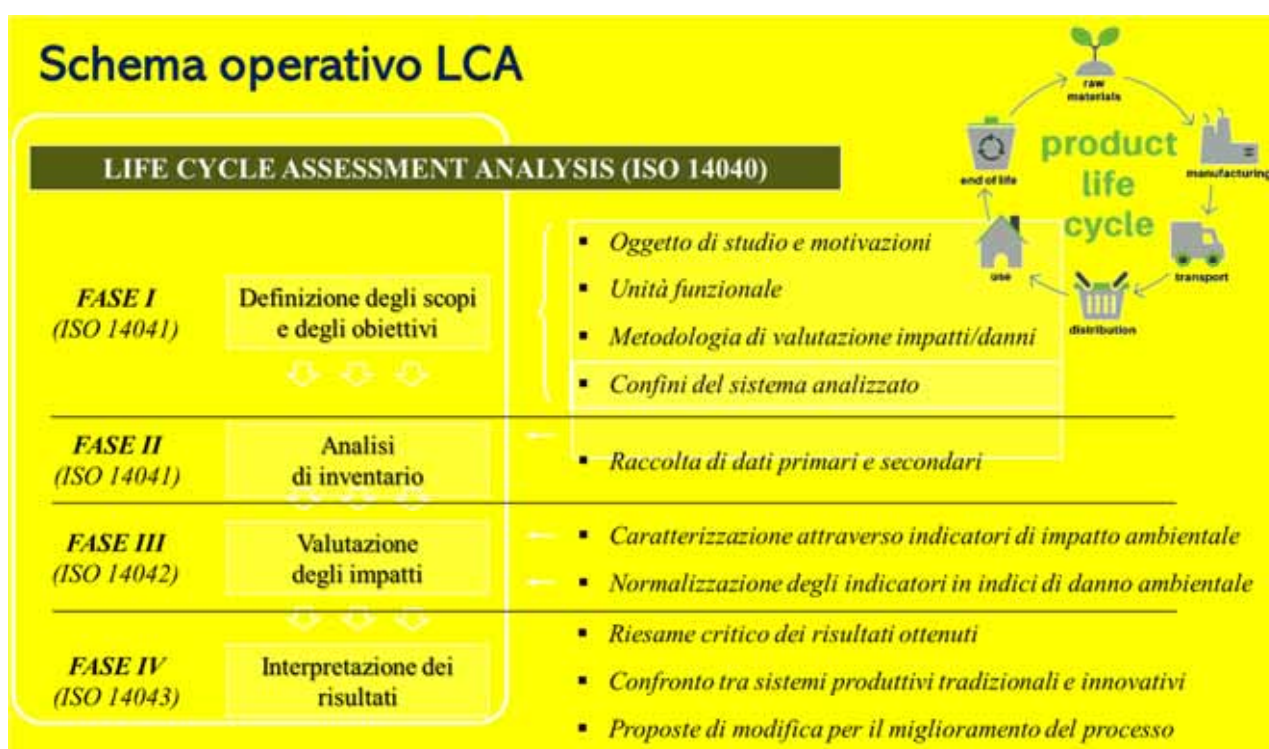 Schema operativo LCA
LIFE CYCLE ASSESSMENT ANALYSIS (ISO 14040)
raw
materials
manufacturing
transport
distribution
use
end of life
product
life
cycle
FASE I
(ISO 14041)
Definizione degli scopi
e degli obiettivi
▪ Oggetto di studio e motivazioni
▪ Unità funzionale
▪ Metodologia di valutazione impatti/danni
▪ Confini del sistema analizzato
FASE II
(ISO 14041)
Analisi
di inventario
▪ Raccolta di dati primari e secondari
FASE III
(ISO 14042)
Valutazione
degli impatti
▪ Caratterizzazione attraverso indicatori di impatto ambientale
▪ Normalizzazione degli indicatori in indici di danno ambientale
FASE IV
(ISO 14043)
Interpretazione dei
risultati
▪ Riesame critico dei risultati ottenuti
▪ Confronto tra sistemi produttivi tradizionali e innovativi
▪ Proposte di modifica per il miglioramento del processo